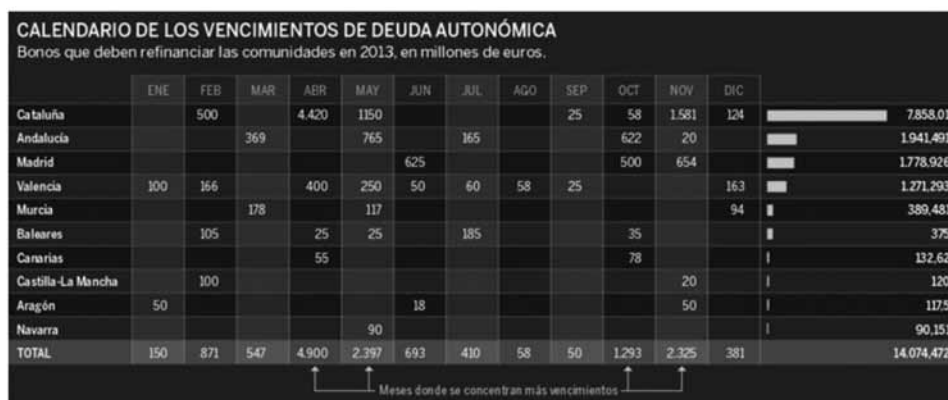 CALENDARIO DE LOS VENCIMIENTOS DE DEUDA AUTONÓMICA
Bonos que deben refinanciar las comunidades en 2013, en millones de euros.
ENE FEB MAR ABR MAY JUN JUL AGO SEP OCT NOV DIC
Cataluña 500 4.420 1150 25 58 1.581 124 7.858,01
Andalucía 369 765 165 622 20 1.941,491
Madrid 625 500 654 1.778,926
Valencia 100 166 400 250 50 60 58 25 163 1.271,293
Murcia 178 117 94 389,483
Baleares 105 25 25 185 35 375
Canarias 55 78 132,62
Castilla-La Mancha 100 20 120
Aragón 50 18 50 117,5
Navarra 90 90,151
TOTAL 150 871 547 4.900 2.397 693 410 58 50 1.293 2.325 381 14.074,472
Meses donde se concentran más vencimientos